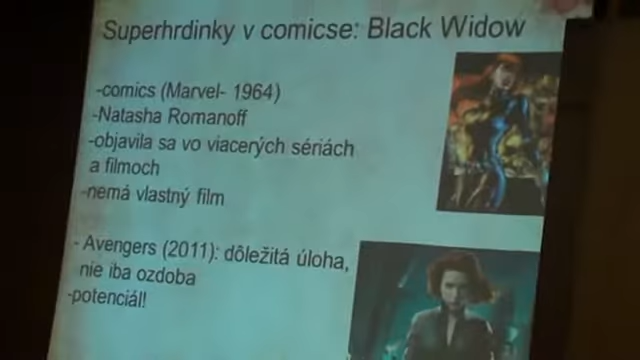 Superhrdinky v comicse: Black Widow
-comics (Marvel- 1964)
-Natasha Romanoff
-objavila sa vo viacerých sériách
a filmoch
-nemá vlastný film
- Avengers (2011): dôležitá úloha,
nie iba ozdoba
-potenciál!